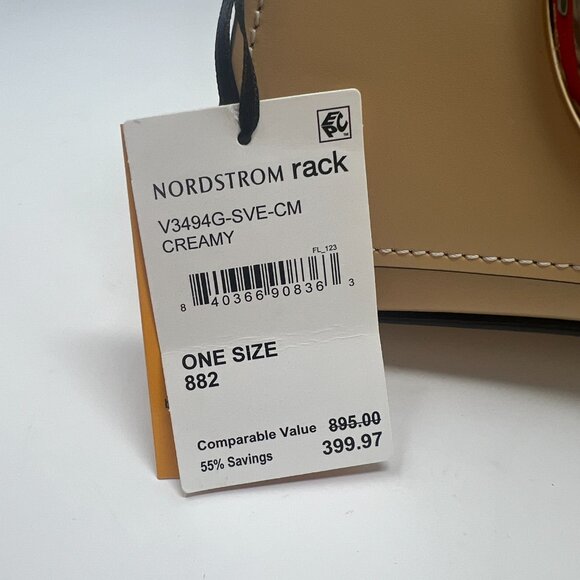 EPC™
NORDSTROM rack
V3494G-SVE-CM
CREAMY
FL_123
8 40366 90836 3
ONE SIZE
882
Comparable Value 895.00
55% Savings 399.97